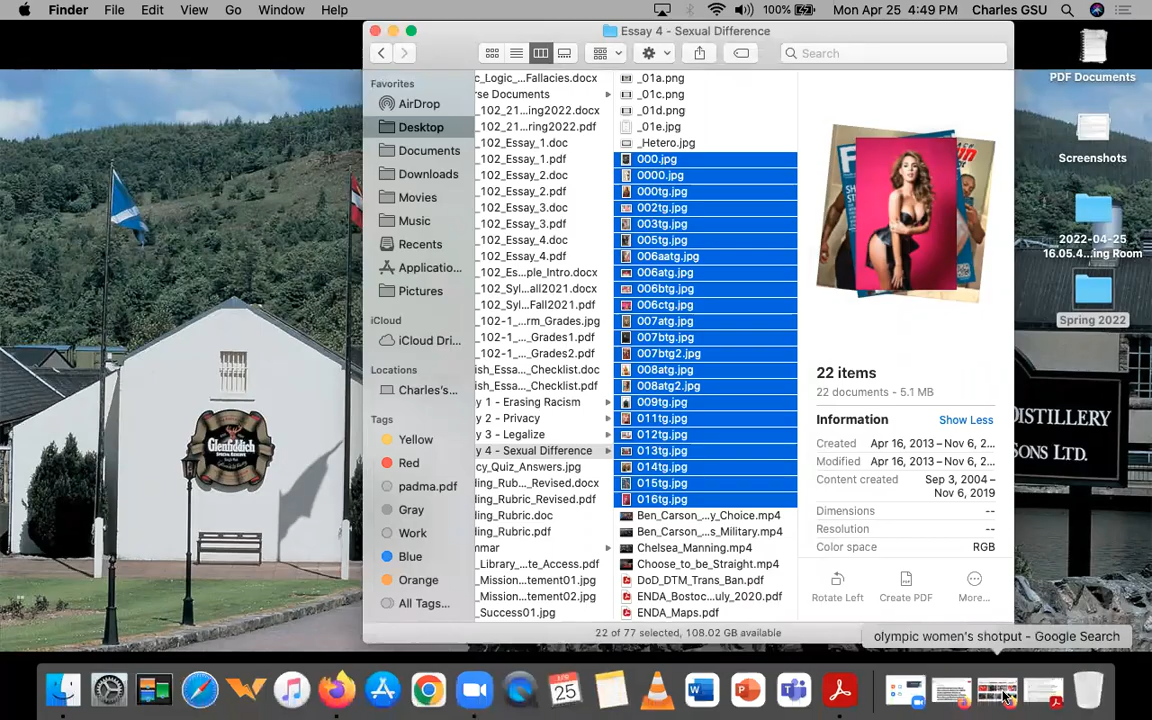 Finder File Edit View Go Window Help 100% Mon Apr 25 4:49 PM Charles GSU
Essay 4 - Sexual Difference
Search
Favorites
AirDrop
Desktop
Documents
Downloads
Movies
Music
Recents
Applicatio...
Pictures
iCloud
iCloud Dri...
Locations
Charles's...
Tags
Yellow
Red
padma.pdf
Gray
Work
Blue
Orange
All Tags...
c_Logic_...Fallacies.docx
rse Documents
_102_21...ing2022.docx
_102_21...ring2022.pdf
_102_Essay_1.doc
_102_Essay_1.pdf
_102_Essay_2.doc
_102_Essay_2.pdf
_102_Essay_3.doc
_102_Essay_3.pdf
_102_Essay_4.doc
_102_Essay_4.pdf
_102_Es...ple_Intro.docx
_102_Syl...all2021.docx
_102_Syl...Fall2021.pdf
_102-1_...rm_Grades.jpg
_102-1_..._Grades1.pdf
_102-1_..._Grades2.pdf
ish_Essa..._Checklist.doc
ish_Essa..._Checklist.pdf
y 1 - Erasing Racism
y 2 - Privacy
y 3 - Legalize
y 4 - Sexual Difference
cy_Quiz_Answers.jpg
ling_Rub..._Revised.docx
ling_Rubric_Revised.pdf
ling_Rubric.doc
ling_Rubric.pdf
mmar
_Library_...te_Access.pdf
_Mission...tement01.jpg
_Mission...tement02.jpg
_Success01.jpg
_01a.png
_01c.png
_01d.png
_01e.jpg
_Hetero.jpg
000.jpg
0000.jpg
000tg.jpg
002tg.jpg
003tg.jpg
005tg.jpg
006aatg.jpg
006atg.jpg
006btg.jpg
006ctg.jpg
007atg.jpg
007btg.jpg
007btg2.jpg
008atg.jpg
008atg2.jpg
009tg.jpg
011tg.jpg
012tg.jpg
013tg.jpg
014tg.jpg
015tg.jpg
016tg.jpg
Ben_Carson_...y_Choice.mp4
Ben_Carson_...s_Military.mp4
Chelsea_Manning.mp4
Choose_to_be_Straight.mp4
DoD_DTM_Trans_Ban.pdf
ENDA_Bostoc...uly_2020.pdf
ENDA_Maps.pdf
22 items
22 documents - 5.1 MB
Information Show Less
Created Apr 16, 2013 – Nov 6, 2...
Modified Apr 16, 2013 – Nov 6, 2...
Content created Sep 3, 2004 –
Nov 6, 2019
Dimensions --
Resolution --
Color space RGB
Rotate Left Create PDF More...
22 of 77 selected, 108.02 GB available
olympic women's shotput - Google Search
PDF Documents
Screenshots
2022-04-25
16.05.4...ing Room
Spring 2022
Glenfiddich
DISTILLERY
SONS LTD.
APR
25